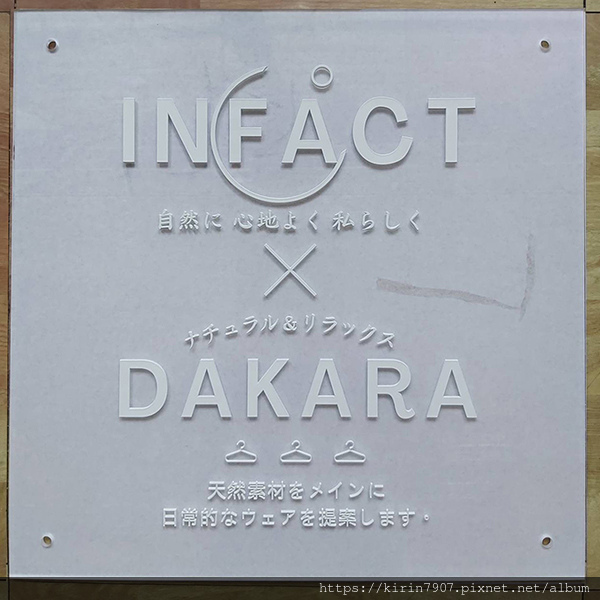 INFACT
自然に 心地よく 私らしく
×
ナチュラル&リラックス
DAKARA
天然素材をメインに
日常的なウェアを提案します。
https://kirin7907.pixnet.net/album